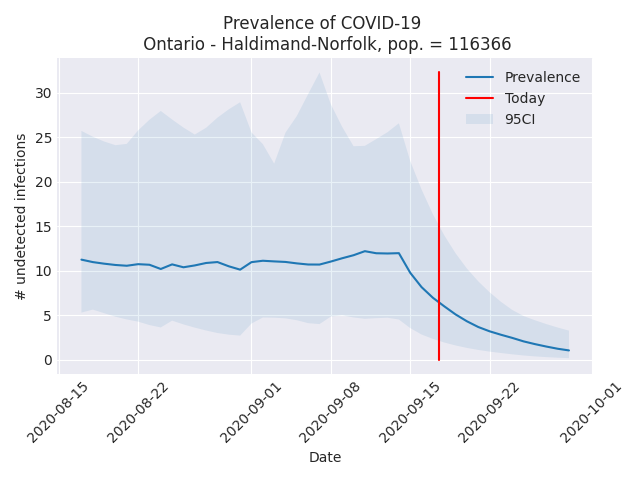 Prevalence of COVID-19
Ontario - Haldimand-Norfolk, pop. = 116366
Prevalence
Today
95CI
# undetected infections
30
25
20
15
10
5
0
2020-08-15
2020-08-22
2020-09-01
2020-09-08
2020-09-15
2020-09-22
2020-10-01
Date